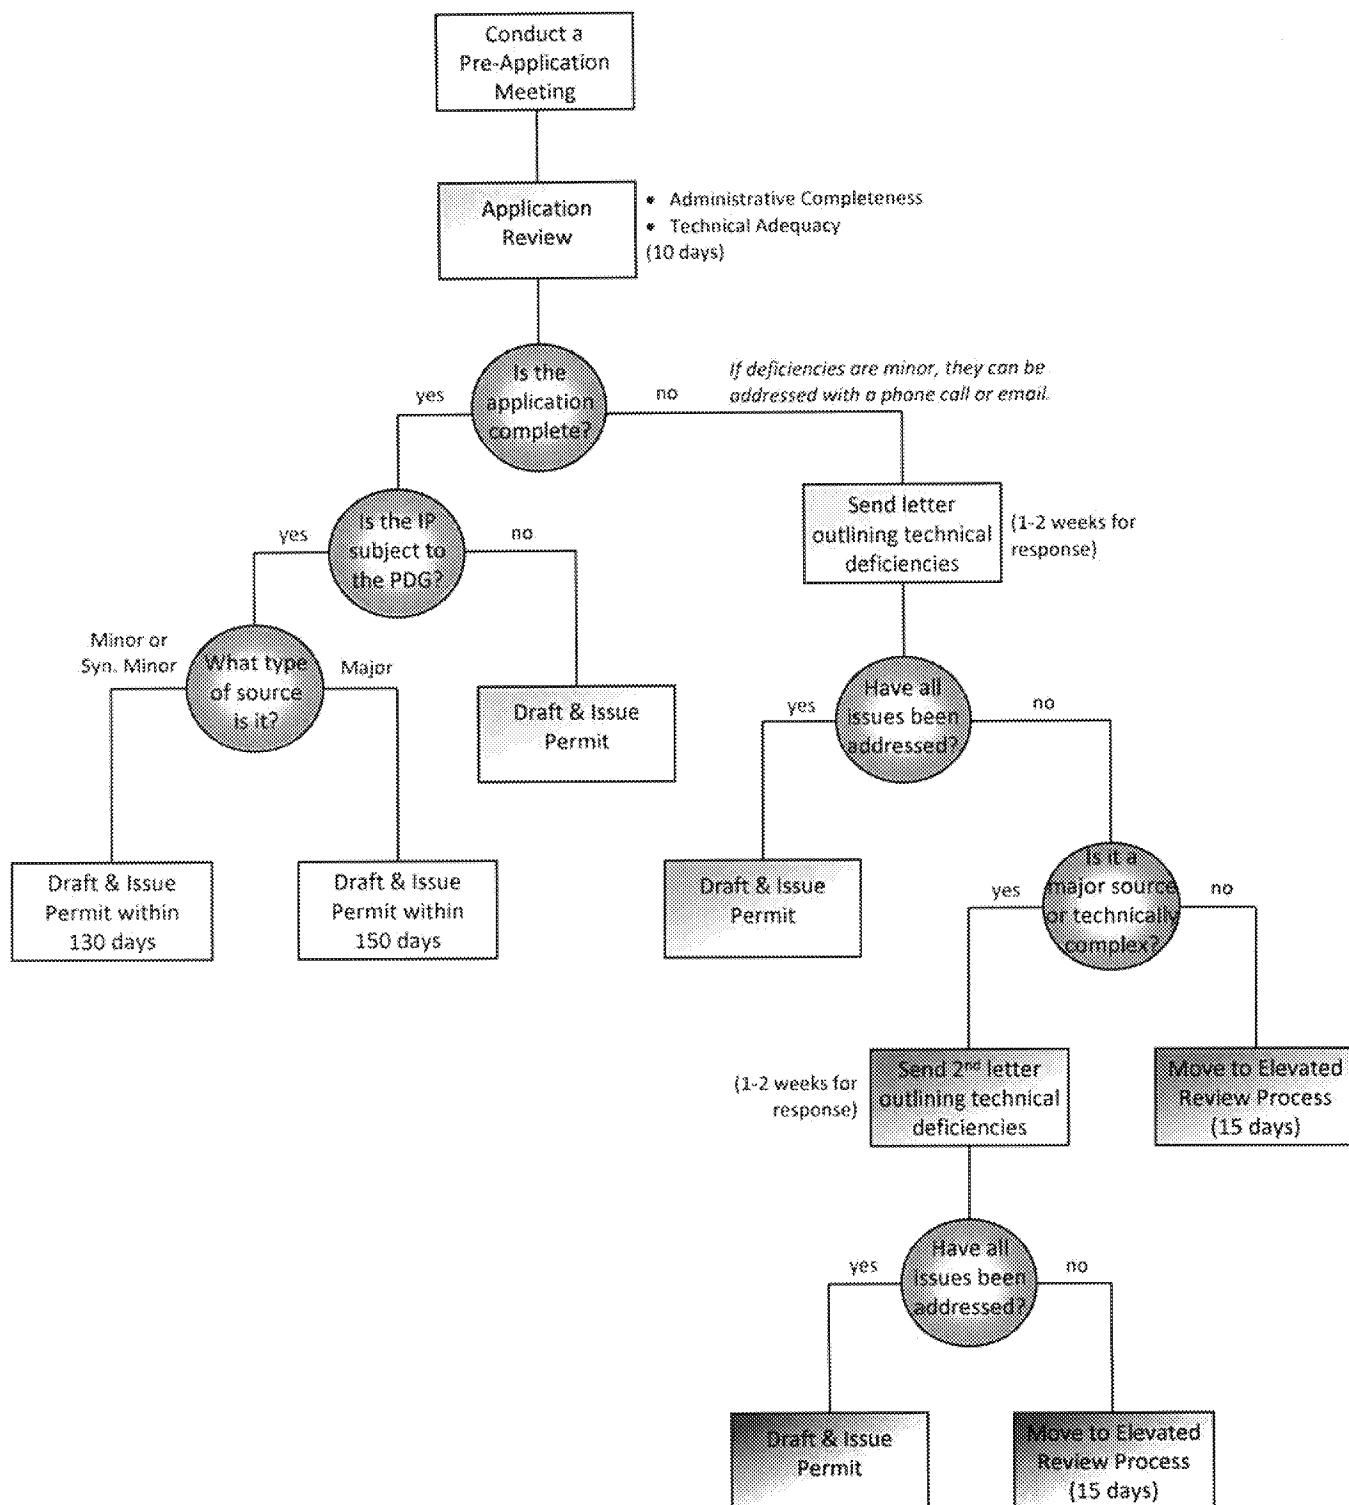 Conduct a
Pre-Application
Meeting
Application
Review
• Administrative Completeness
• Technical Adequacy
(10 days)
Is the
application
complete?
yes
no
If deficiencies are minor, they can be
addressed with a phone call or email.
Is the IP
subject to
the PDG?
yes
no
Send letter
outlining technical
deficiencies
(1-2 weeks for
response)
Minor or
Syn. Minor
What type
of source
is it?
Major
Draft & Issue
Permit
Have all
issues been
addressed?
yes
no
Draft & Issue
Permit within
130 days
Draft & Issue
Permit within
150 days
Draft & Issue
Permit
Is it a
major source
or technically
complex?
yes
no
(1-2 weeks for
response)
Send 2nd letter
outlining technical
deficiencies
Move to Elevated
Review Process
(15 days)
Have all
issues been
addressed?
yes
no
Draft & Issue
Permit
Move to Elevated
Review Process
(15 days)